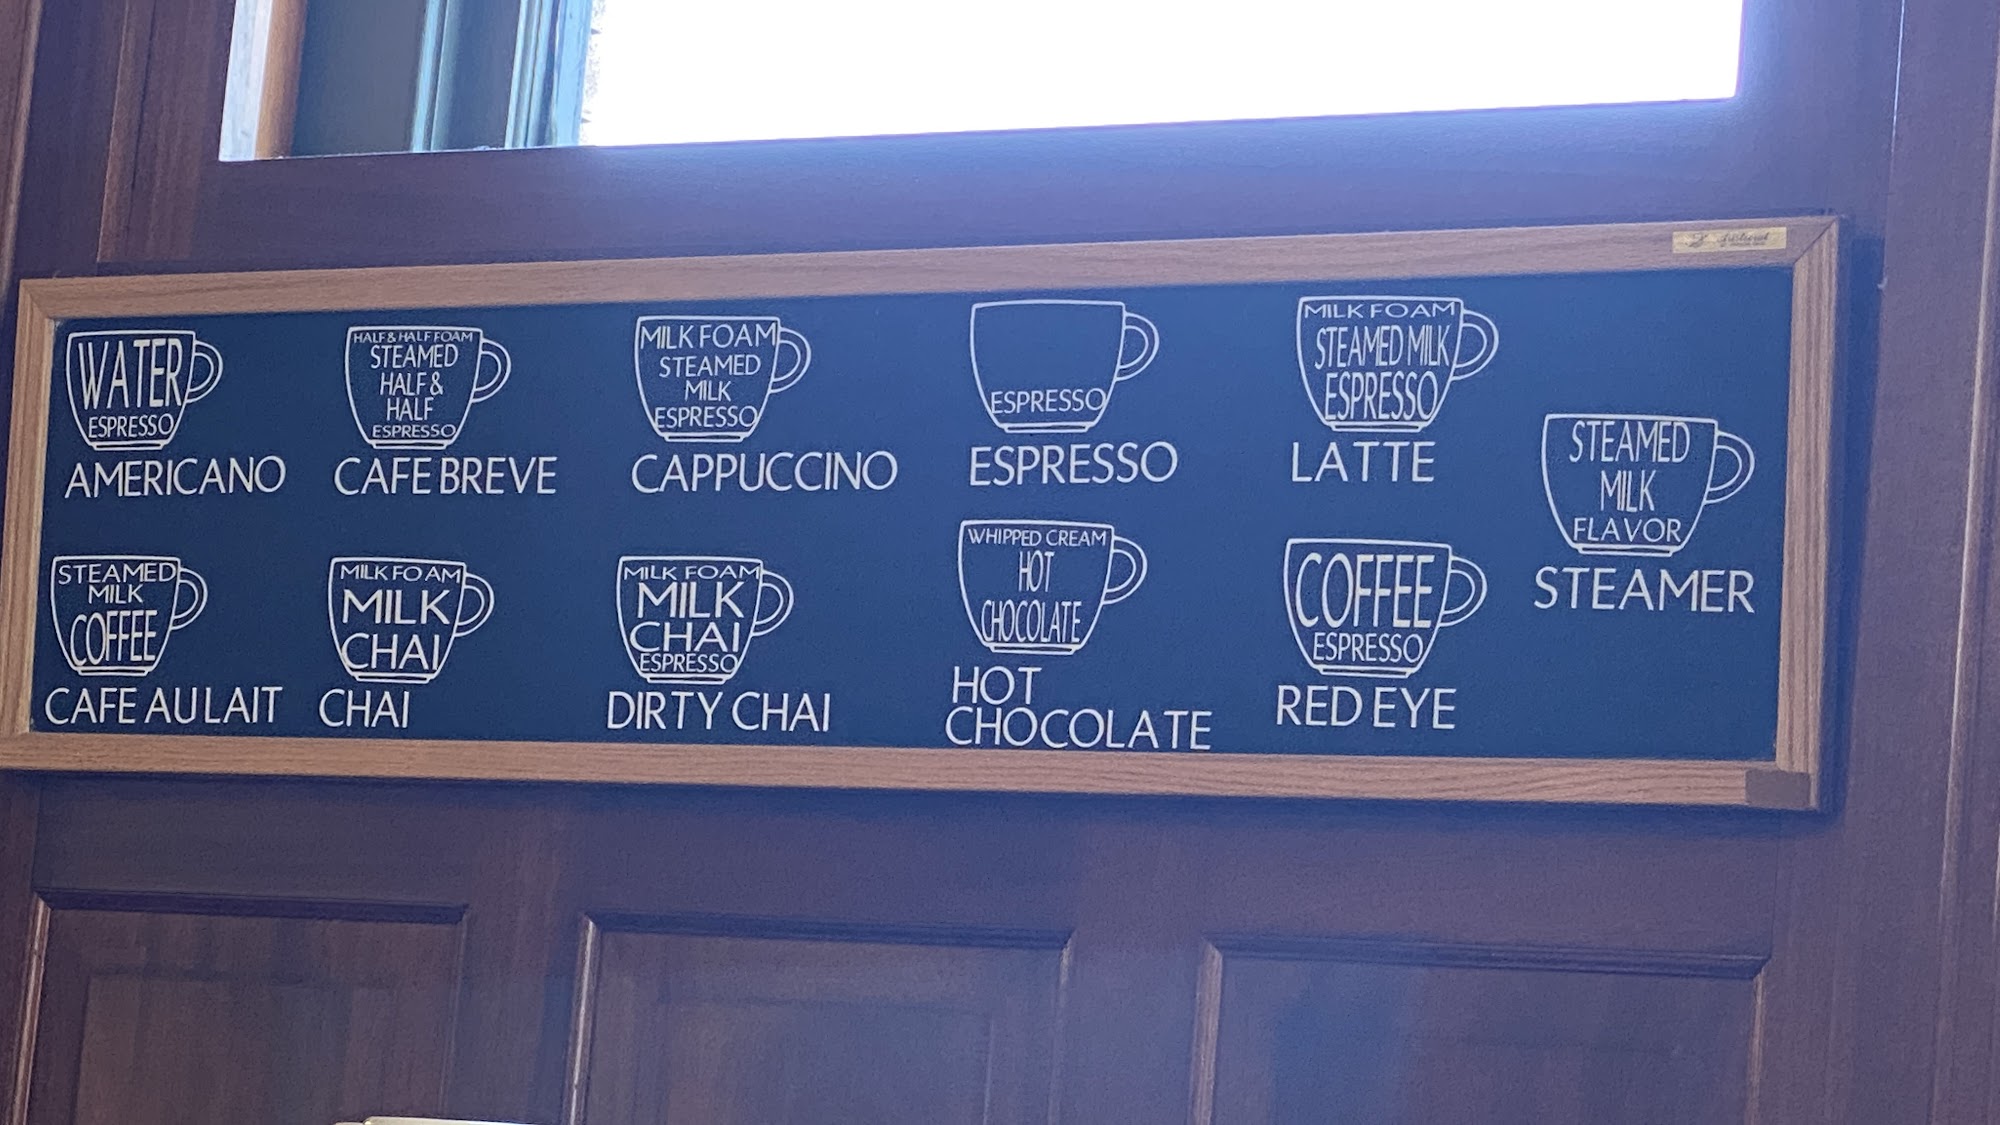 WATER
ESPRESSO
AMERICANO
HALF & HALF FOAM
STEAMED
HALF &
HALF
ESPRESSO
CAFE BREVE
MILK FOAM
STEAMED
MILK
ESPRESSO
CAPPUCCINO
ESPRESSO
ESPRESSO
MILK FOAM
STEAMED MILK
ESPRESSO
LATTE
STEAMED
MILK
FLAVOR
STEAMER
STEAMED
MILK
COFFEE
CAFE AU LAIT
MILK FOAM
MILK
CHAI
CHAI
MILK FOAM
MILK
CHAI
ESPRESSO
DIRTY CHAI
WHIPPED CREAM
HOT
CHOCOLATE
HOT
CHOCOLATE
COFFEE
ESPRESSO
RED EYE